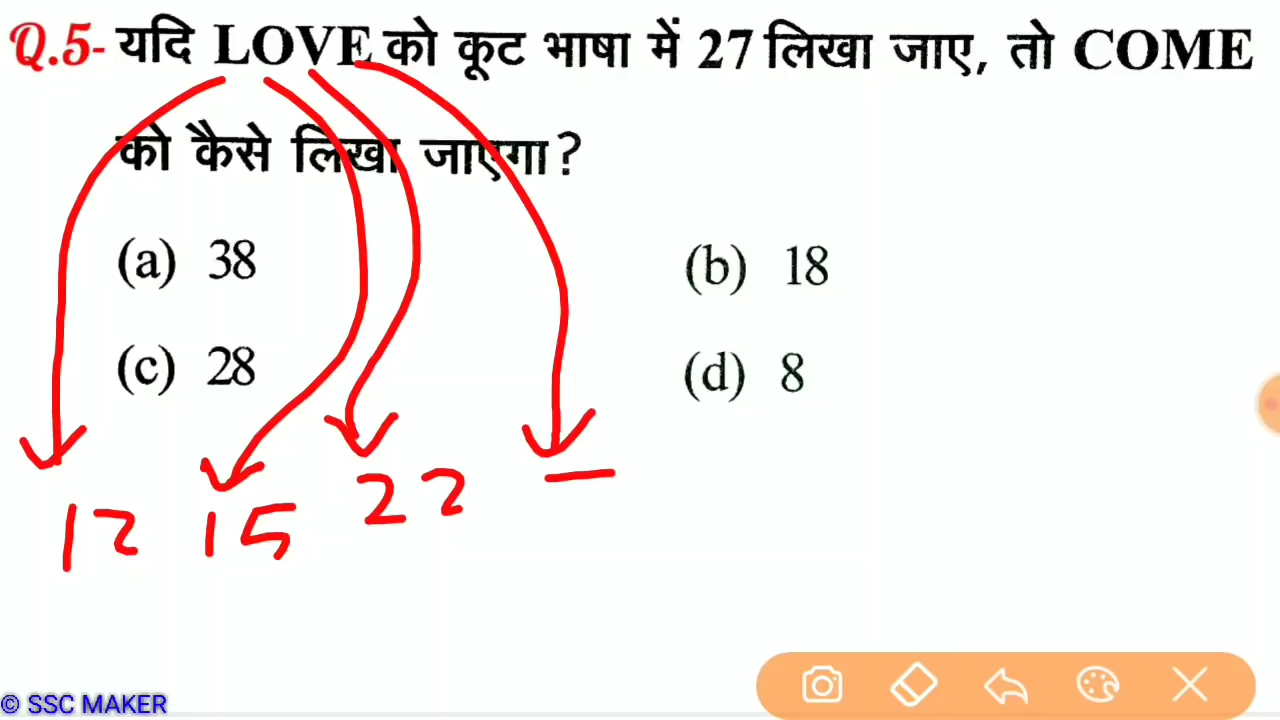 Q.5- यदि LOVE को कूट भाषा में 27 लिखा जाए, तो COME
को कैसे लिखा जाएगा?
(a) 38 (b) 18
(c) 28 (d) 8
12 15 22
© SSC MAKER